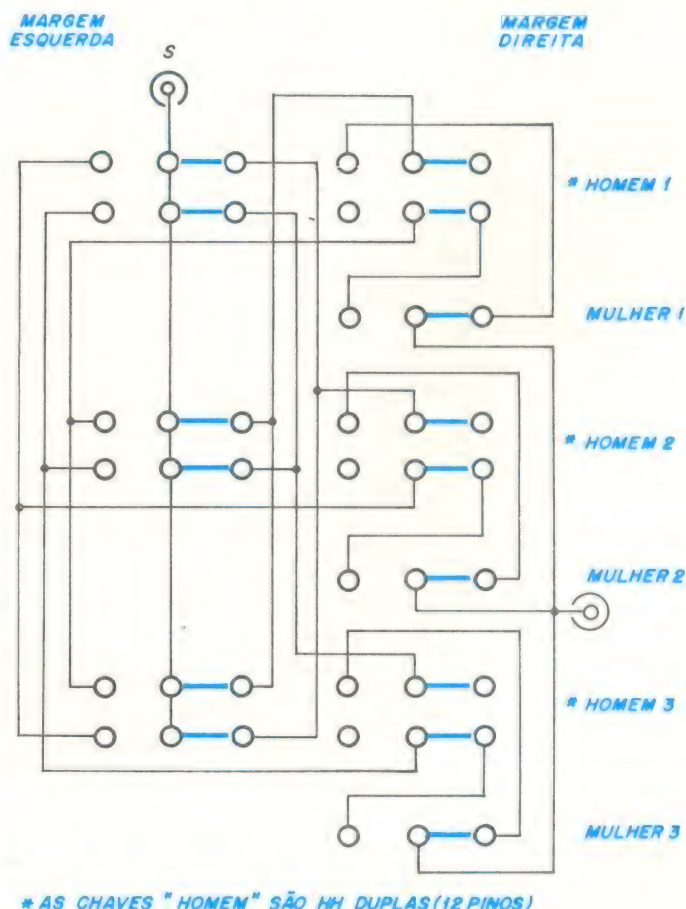 MARGEM
ESQUERDA
MARGEM
DIREITA
S
* HOMEM 1
MULHER 1
* HOMEM 2
MULHER 2
* HOMEM 3
MULHER 3
* AS CHAVES "HOMEM" SÃO HH DUPLAS (12 PINOS)